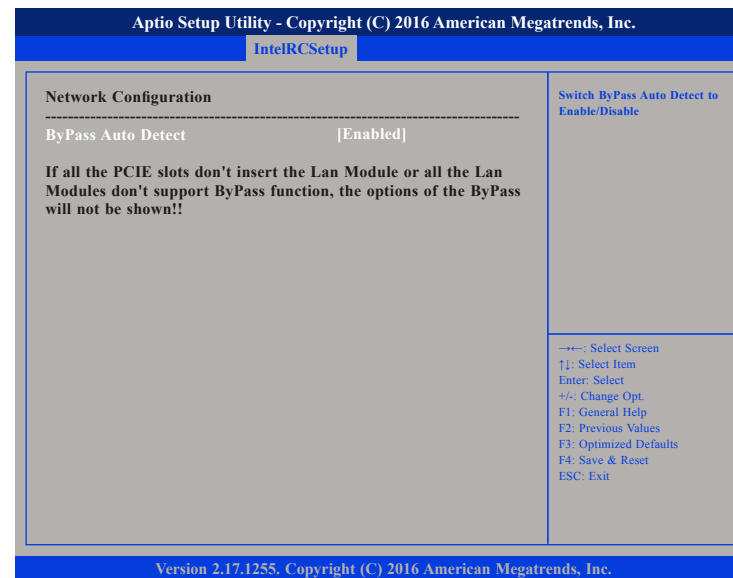 Aptio Setup Utility - Copyright (C) 2016 American Megatrends, Inc.
IntelRCSetup
Network Configuration
--------------------------------------------------------------------------------
ByPass Auto Detect [Enabled]
If all the PCIE slots don't insert the Lan Module or all the Lan
Modules don't support ByPass function, the options of the ByPass
will not be shown!!
Switch ByPass Auto Detect to
Enable/Disable
→←: Select Screen
↑↓: Select Item
Enter: Select
+/-: Change Opt.
F1: General Help
F2: Previous Values
F3: Optimized Defaults
F4: Save & Reset
ESC: Exit
Version 2.17.1255. Copyright (C) 2016 American Megatrends, Inc.